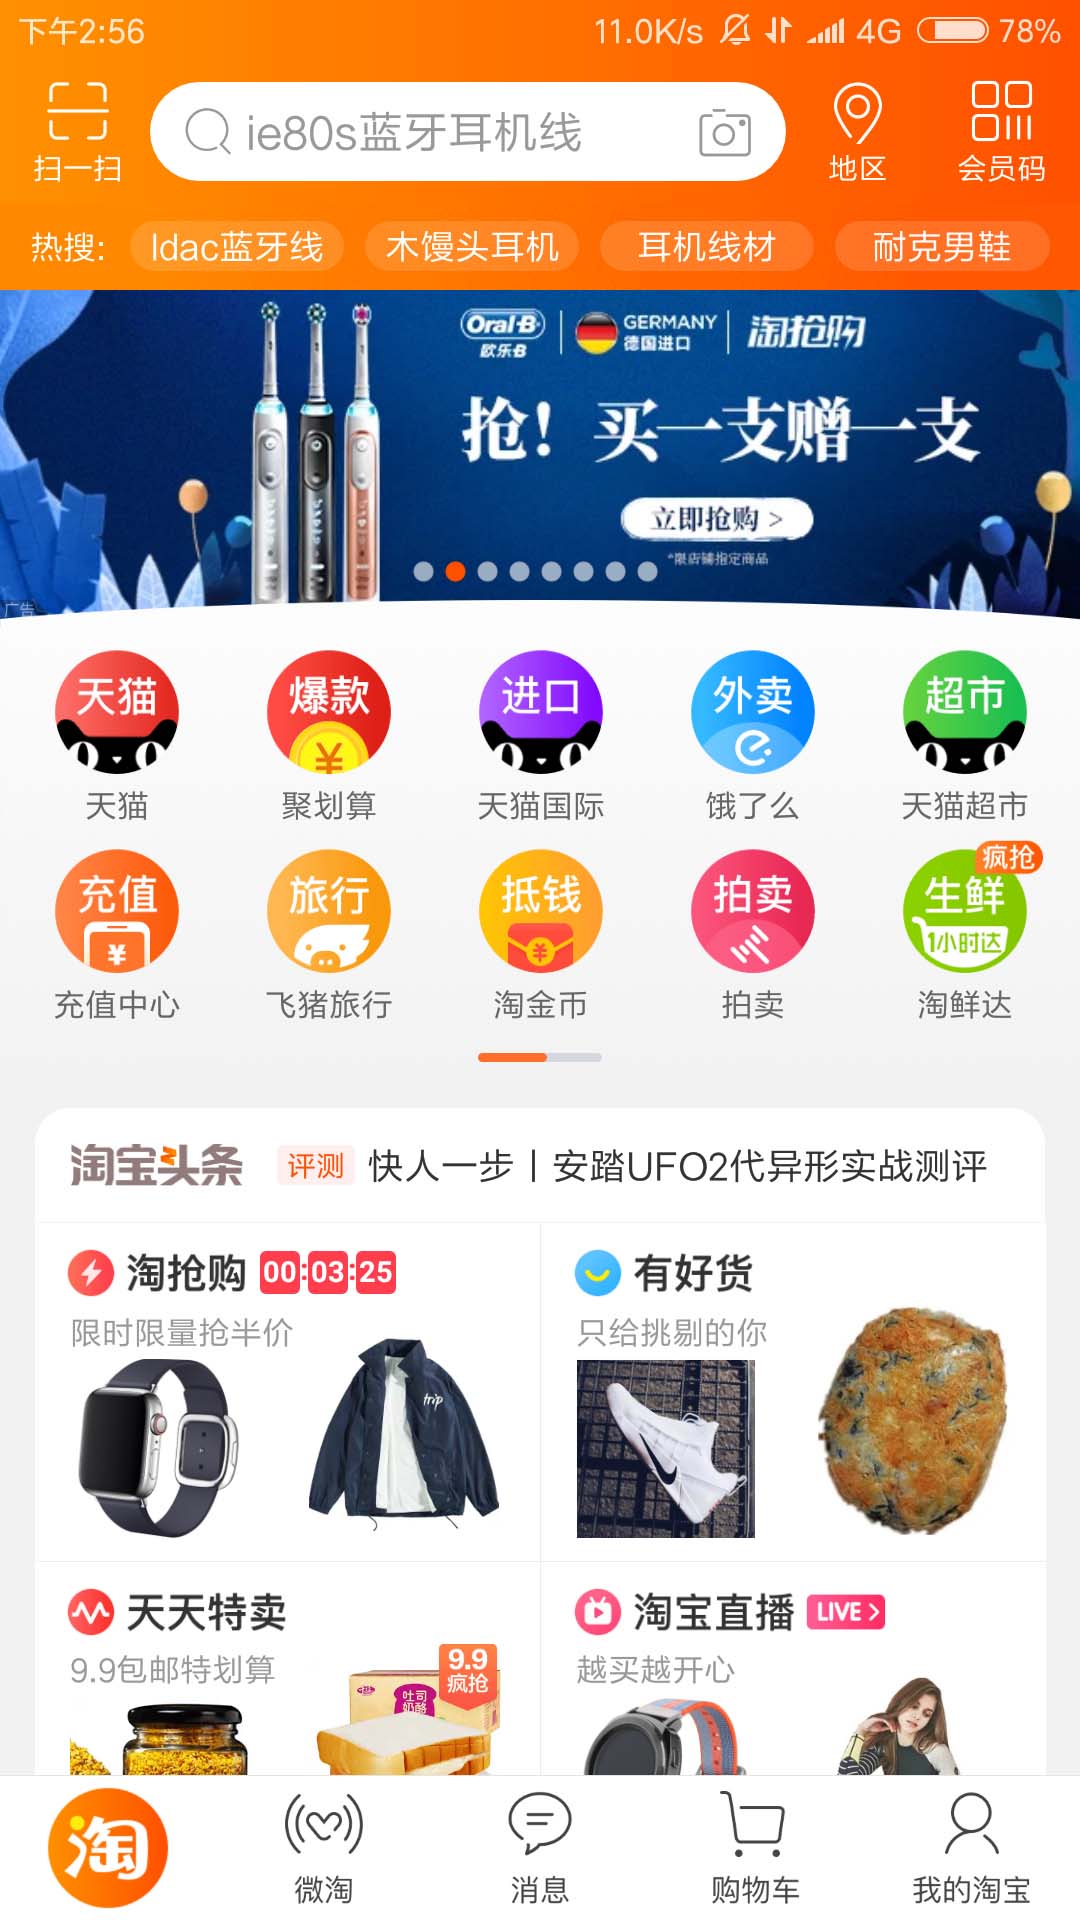 下午2:56
11.0K/s 4G 78%
扫一扫
ie80s蓝牙耳机线
地区
会员码
热搜:
ldac蓝牙线
木馒头耳机
耳机线材
耐克男鞋
Oral-B
欧乐B
GERMANY
德国进口
淘抢购
抢！买一支赠一支
立即抢购 >
*限店铺指定商品
广告
天猫
爆款
进口
外卖
超市
天猫
聚划算
天猫国际
饿了么
天猫超市
疯抢
充值
旅行
抵钱
拍卖
生鲜
1小时达
充值中心
飞猪旅行
淘金币
拍卖
淘鲜达
淘宝头条
评测
快人一步丨安踏UFO2代异形实战测评
淘抢购 00:03:25
限时限量抢半价
trip
有好货
只给挑剔的你
天天特卖
9.9包邮特划算
9.9
疯抢
吐司
奶酪
淘宝直播 LIVE >
越买越开心
淘
微淘
消息
购物车
我的淘宝